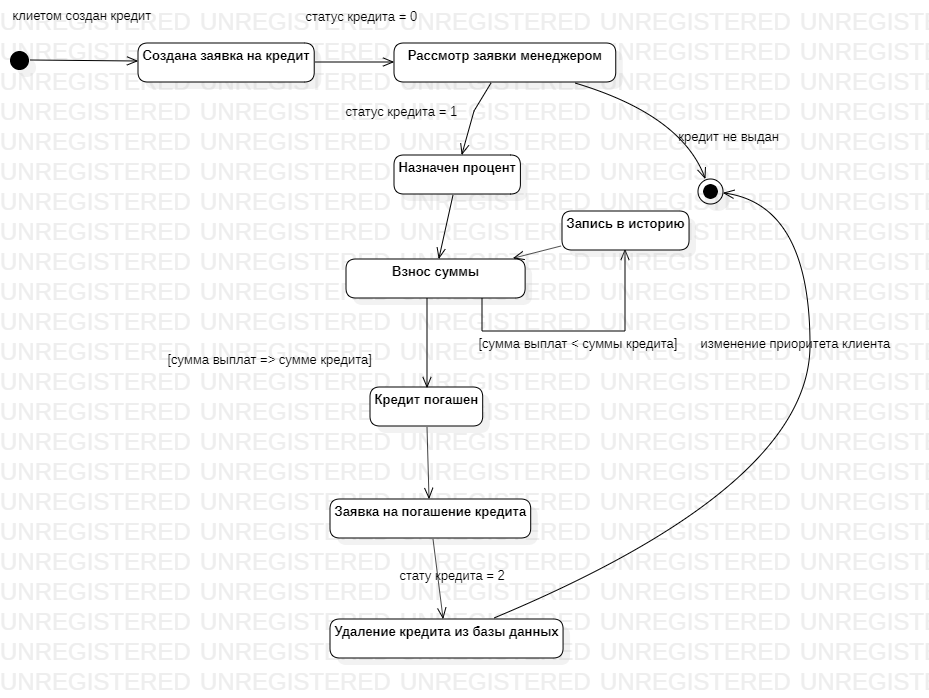 клиетом создан кредит
статус кредита = 0
Создана заявка на кредит
Рассмотр заявки менеджером
статус кредита = 1
кредит не выдан
Назначен процент
Запись в историю
Взнос суммы
[сумма выплат < суммы кредита]
изменение приоритета клиента
[сумма выплат => сумме кредита]
Кредит погашен
Заявка на погашение кредита
стату кредита = 2
Удаление кредита из базы данных
UNREGISTERED